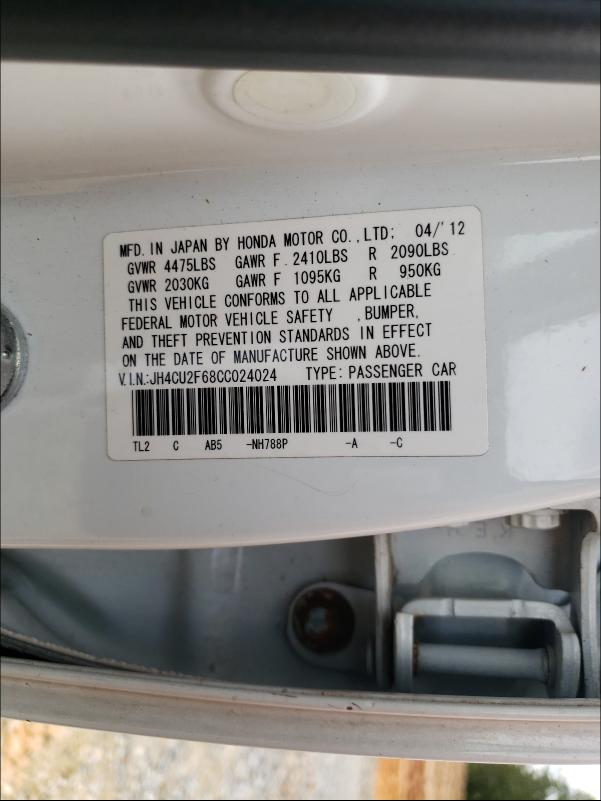 MFD. IN JAPAN BY HONDA MOTOR CO., LTD; 04/'12
GVWR 4475LBS GAWR F 2410LBS R 2090LBS
GVWR 2030KG GAWR F 1095KG R 950KG
THIS VEHICLE CONFORMS TO ALL APPLICABLE
FEDERAL MOTOR VEHICLE SAFETY ,BUMPER,
AND THEFT PREVENTION STANDARDS IN EFFECT
ON THE DATE OF MANUFACTURE SHOWN ABOVE.
V.I.N.:JH4CU2F68CC024024 TYPE: PASSENGER CAR
TL2 C AB5 -NH788P -A -C